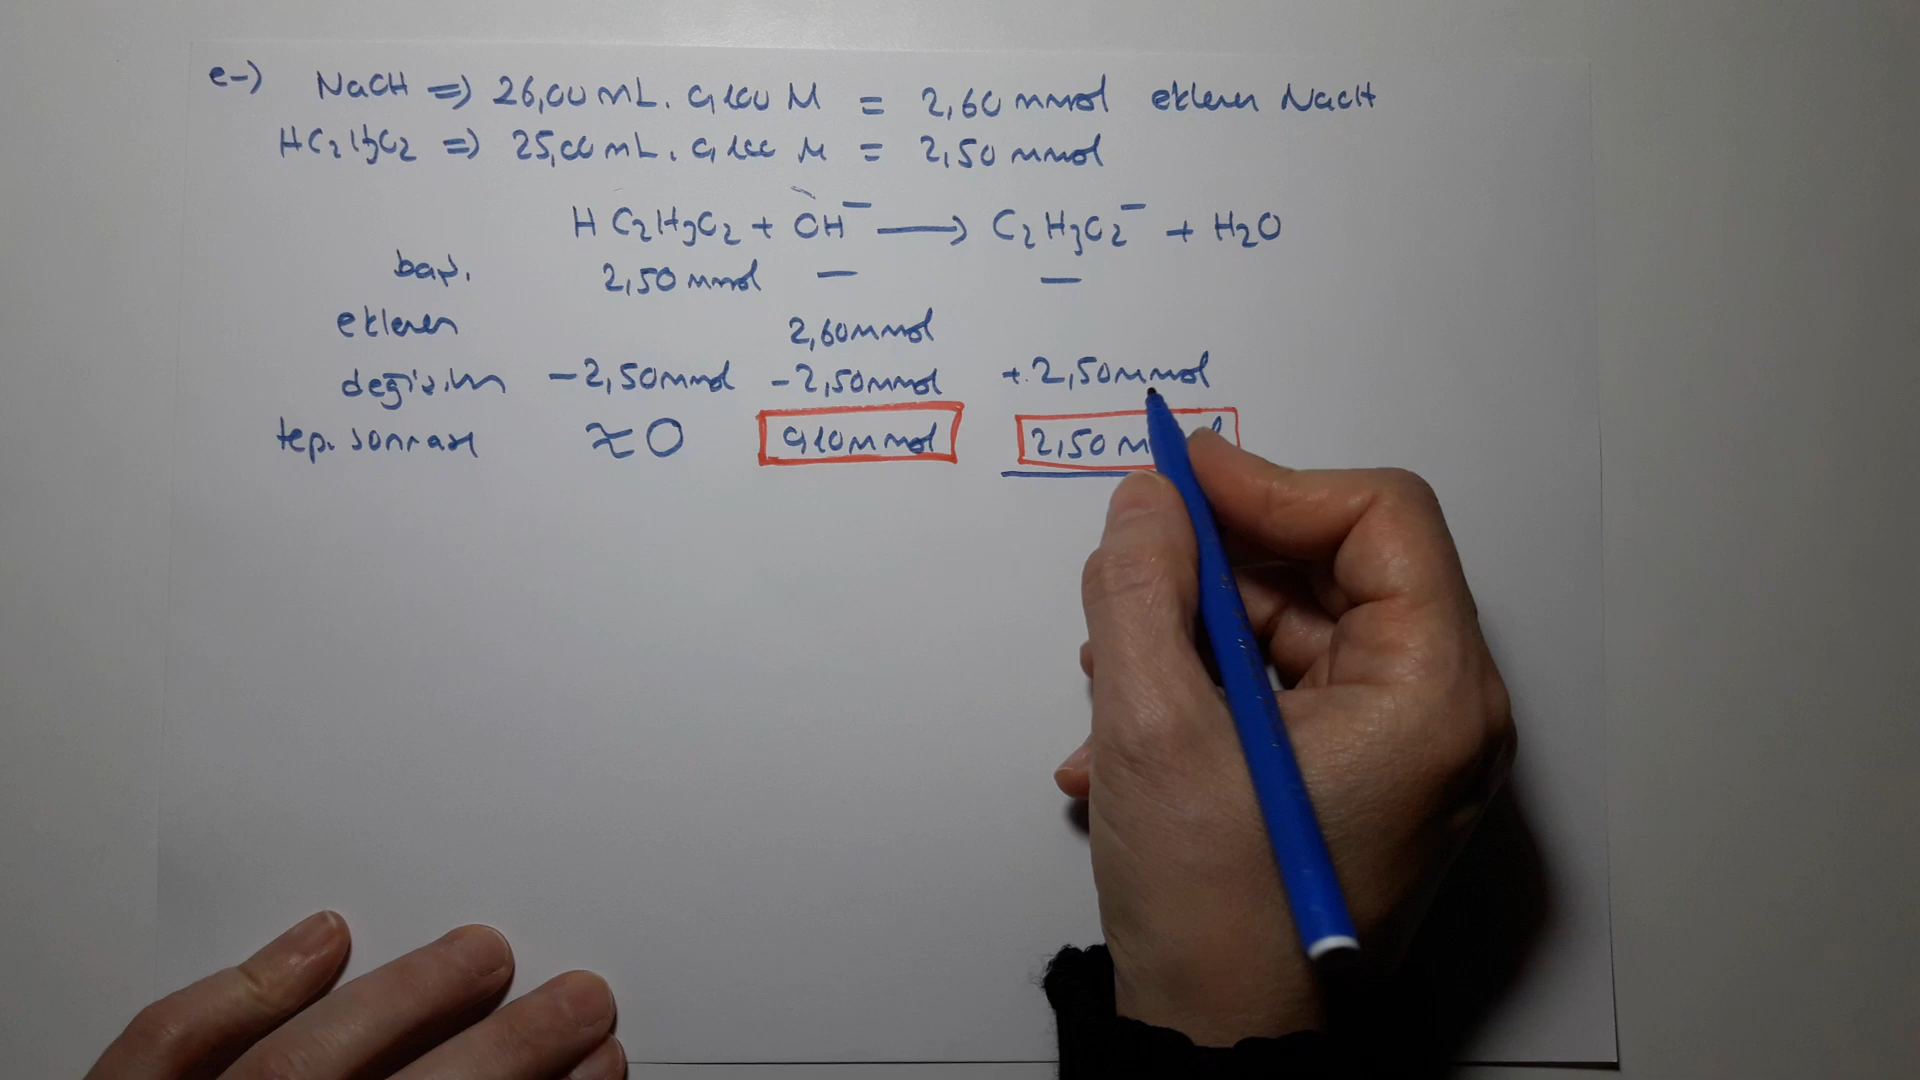 e-) NaOH => 26,00 mL . 0,100 M = 2,60 mmol eklenen NaOH
HC₂H₃O₂ => 25,00 mL . 0,100 M = 2,50 mmol
HC₂H₃O₂ + OH⁻ → C₂H₃O₂⁻ + H₂O
baş. 2,50 mmol — —
eklenen 2,60 mmol
değişim -2,50 mmol -2,50 mmol +2,50 mmol
tep. sonrası ≈ 0 0,10 mmol 2,50